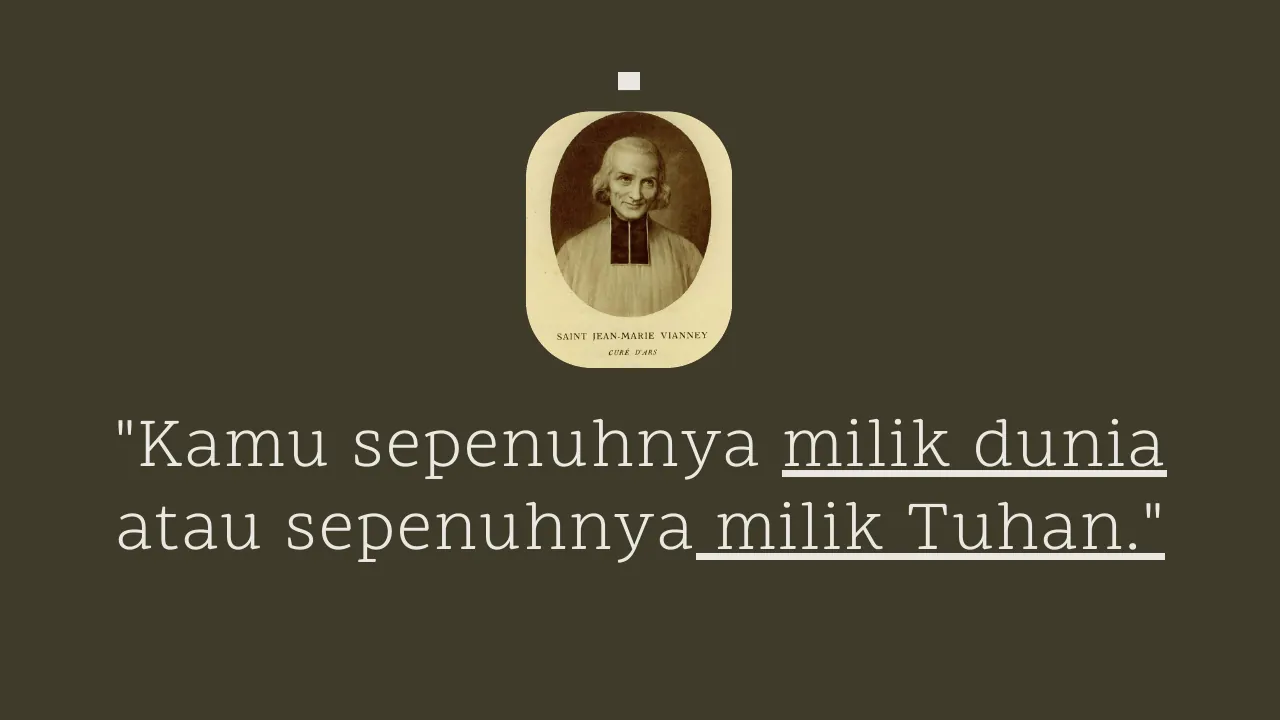 SAINT JEAN-MARIE VIANNEY
CURÉ D'ARS
"Kamu sepenuhnya milik dunia
atau sepenuhnya milik Tuhan."